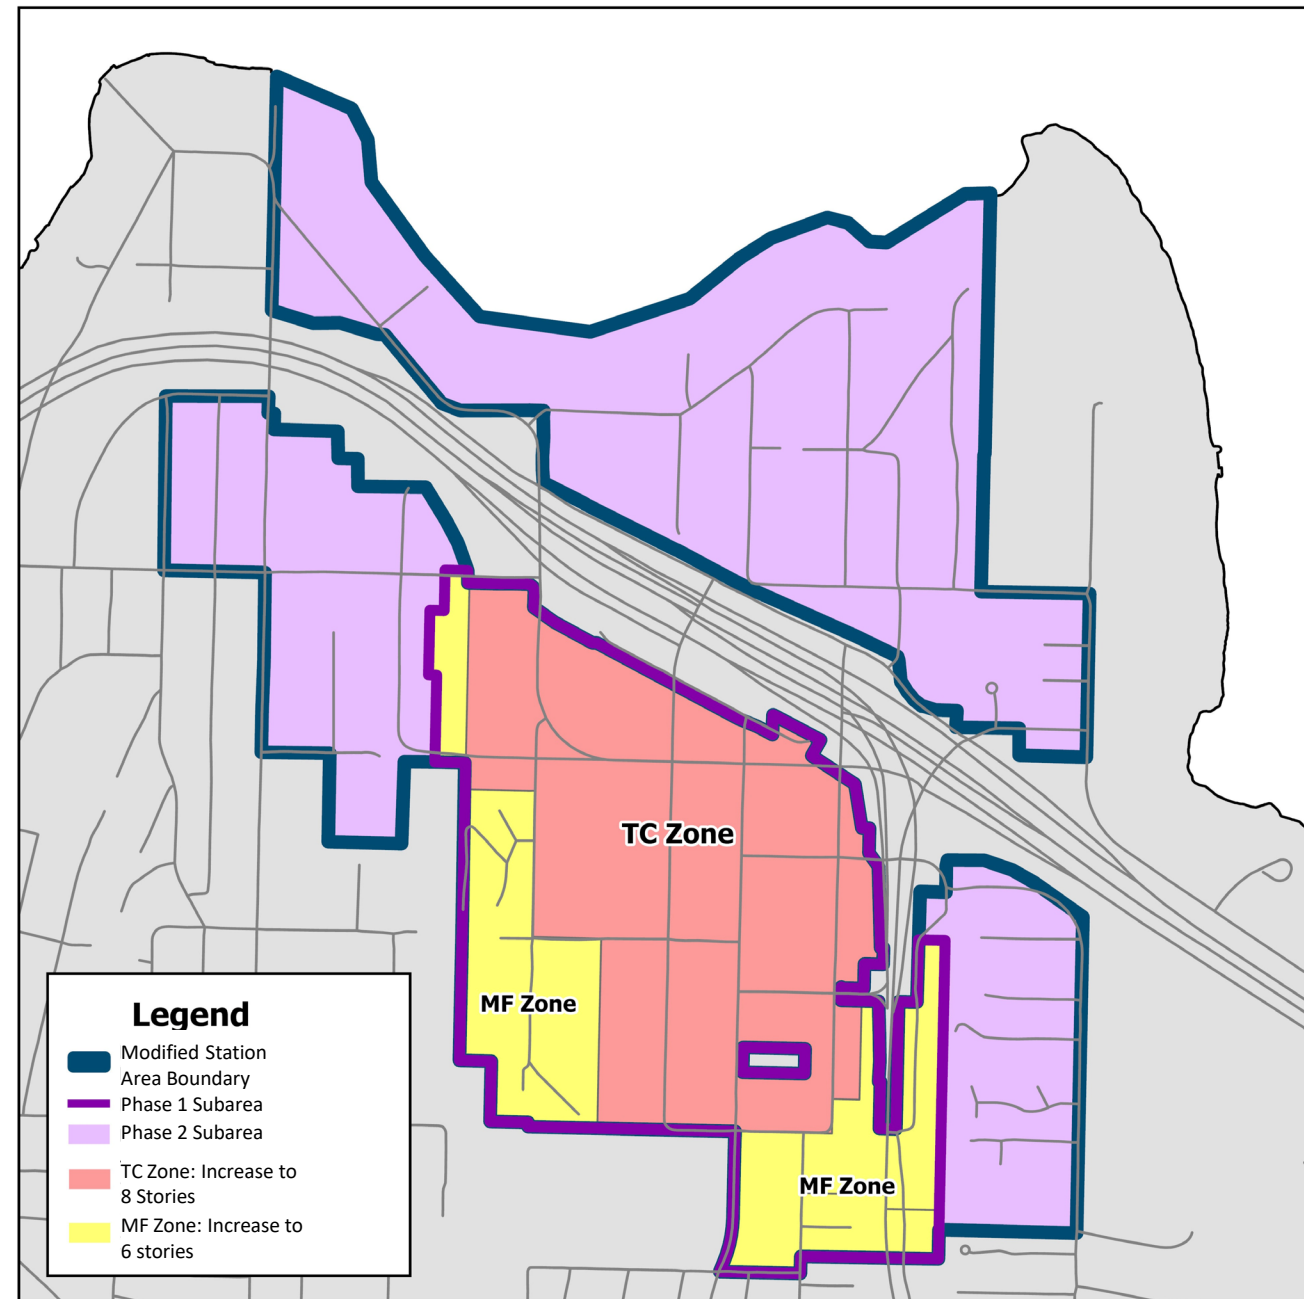 TC Zone
MF Zone
MF Zone
Legend
Modified Station
Area Boundary
Phase 1 Subarea
Phase 2 Subarea
TC Zone: Increase to
8 Stories
MF Zone: Increase to
6 stories